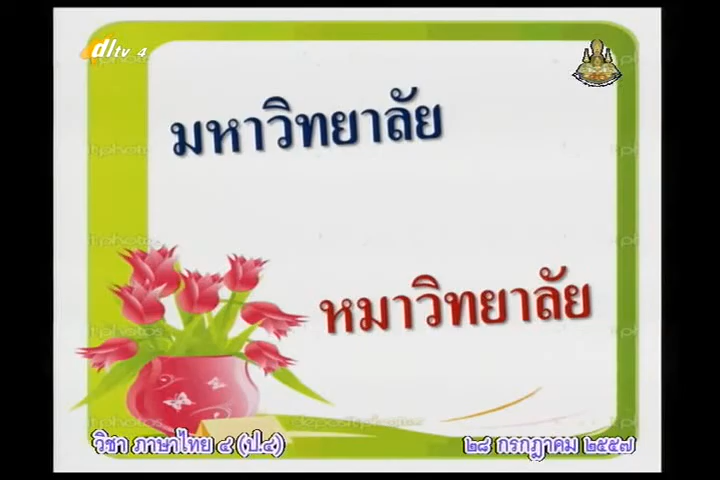 dltv 4
มหาวิทยาลัย
หมาวิทยาลัย
depositphotos
วิชา ภาษาไทย ๔ (ป.๔)
๒๘ กรกฎาคม ๒๕๕๗